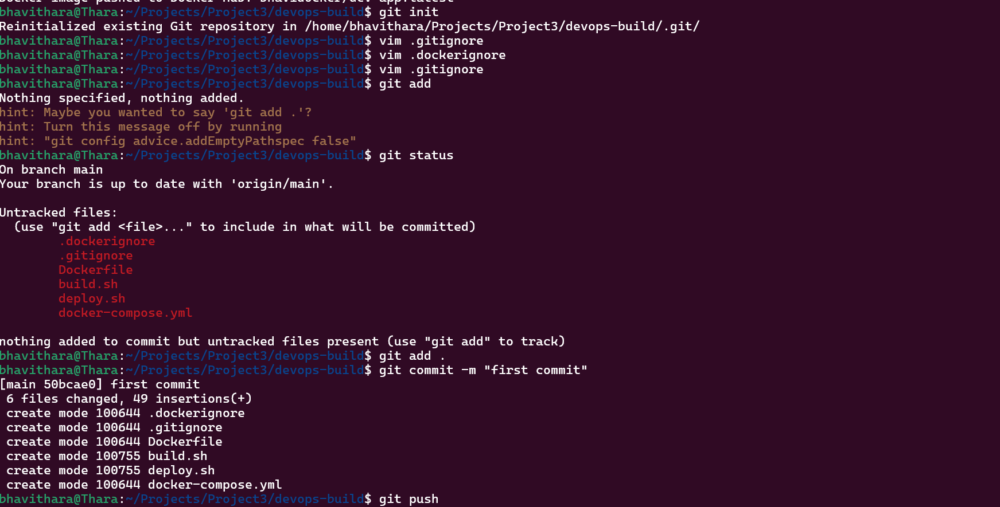 Docker image pushed to Docker Hub: bhavidocker/dev-app:latest
bhavithara@Thara:~/Projects/Project3/devops-build$ git init
Reinitialized existing Git repository in /home/bhavithara/Projects/Project3/devops-build/.git/
bhavithara@Thara:~/Projects/Project3/devops-build$ vim .gitignore
bhavithara@Thara:~/Projects/Project3/devops-build$ vim .dockerignore
bhavithara@Thara:~/Projects/Project3/devops-build$ vim .gitignore
bhavithara@Thara:~/Projects/Project3/devops-build$ git add
Nothing specified, nothing added.
hint: Maybe you wanted to say 'git add .'?
hint: Turn this message off by running
hint: "git config advice.addEmptyPathspec false"
bhavithara@Thara:~/Projects/Project3/devops-build$ git status
On branch main
Your branch is up to date with 'origin/main'.
Untracked files:
(use "git add <file>..." to include in what will be committed)
.dockerignore
.gitignore
Dockerfile
build.sh
deploy.sh
docker-compose.yml
nothing added to commit but untracked files present (use "git add" to track)
bhavithara@Thara:~/Projects/Project3/devops-build$ git add .
bhavithara@Thara:~/Projects/Project3/devops-build$ git commit -m "first commit"
[main 50bcae0] first commit
6 files changed, 49 insertions(+)
create mode 100644 .dockerignore
create mode 100644 .gitignore
create mode 100644 Dockerfile
create mode 100755 build.sh
create mode 100755 deploy.sh
create mode 100644 docker-compose.yml
bhavithara@Thara:~/Projects/Project3/devops-build$ git push